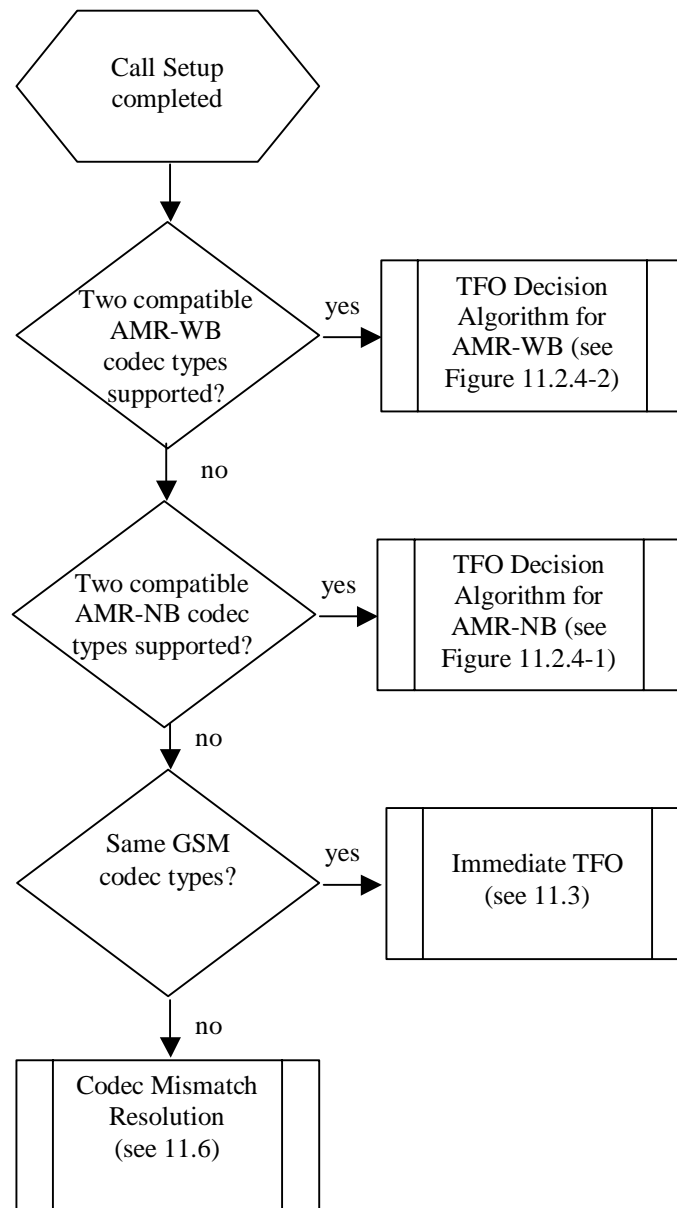 Call Setup
completed
Two compatible
AMR-WB
codec types
supported?
yes
TFO Decision
Algorithm for
AMR-WB (see
Figure 11.2.4-2)
no
Two compatible
AMR-NB codec
types supported?
yes
TFO Decision
Algorithm for
AMR-NB (see
Figure 11.2.4-1)
no
Same GSM
codec types?
yes
Immediate TFO
(see 11.3)
no
Codec Mismatch
Resolution
(see 11.6)